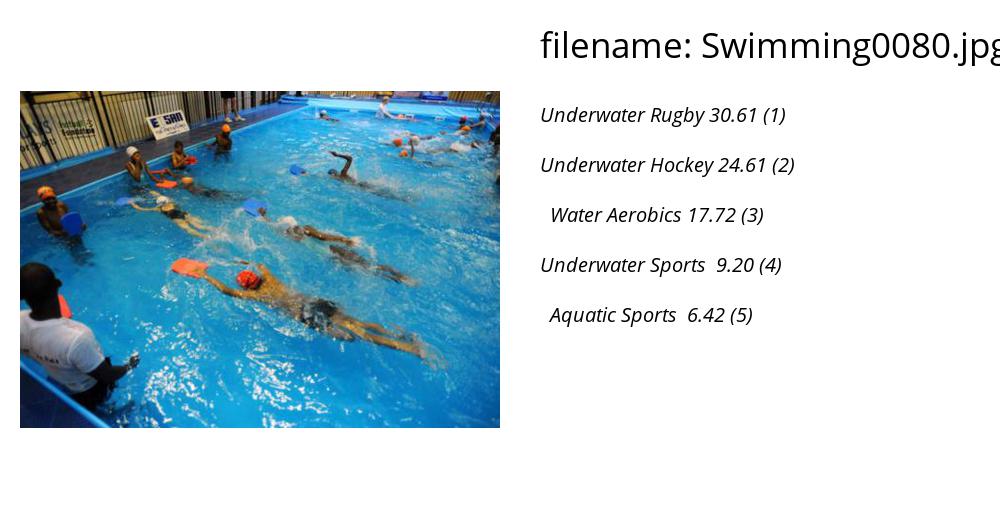 filename: Swimming0080.jpg
Underwater Rugby 30.61 (1)
Underwater Hockey 24.61 (2)
Water Aerobics 17.72 (3)
Underwater Sports 9.20 (4)
Aquatic Sports 6.42 (5)
Foundation